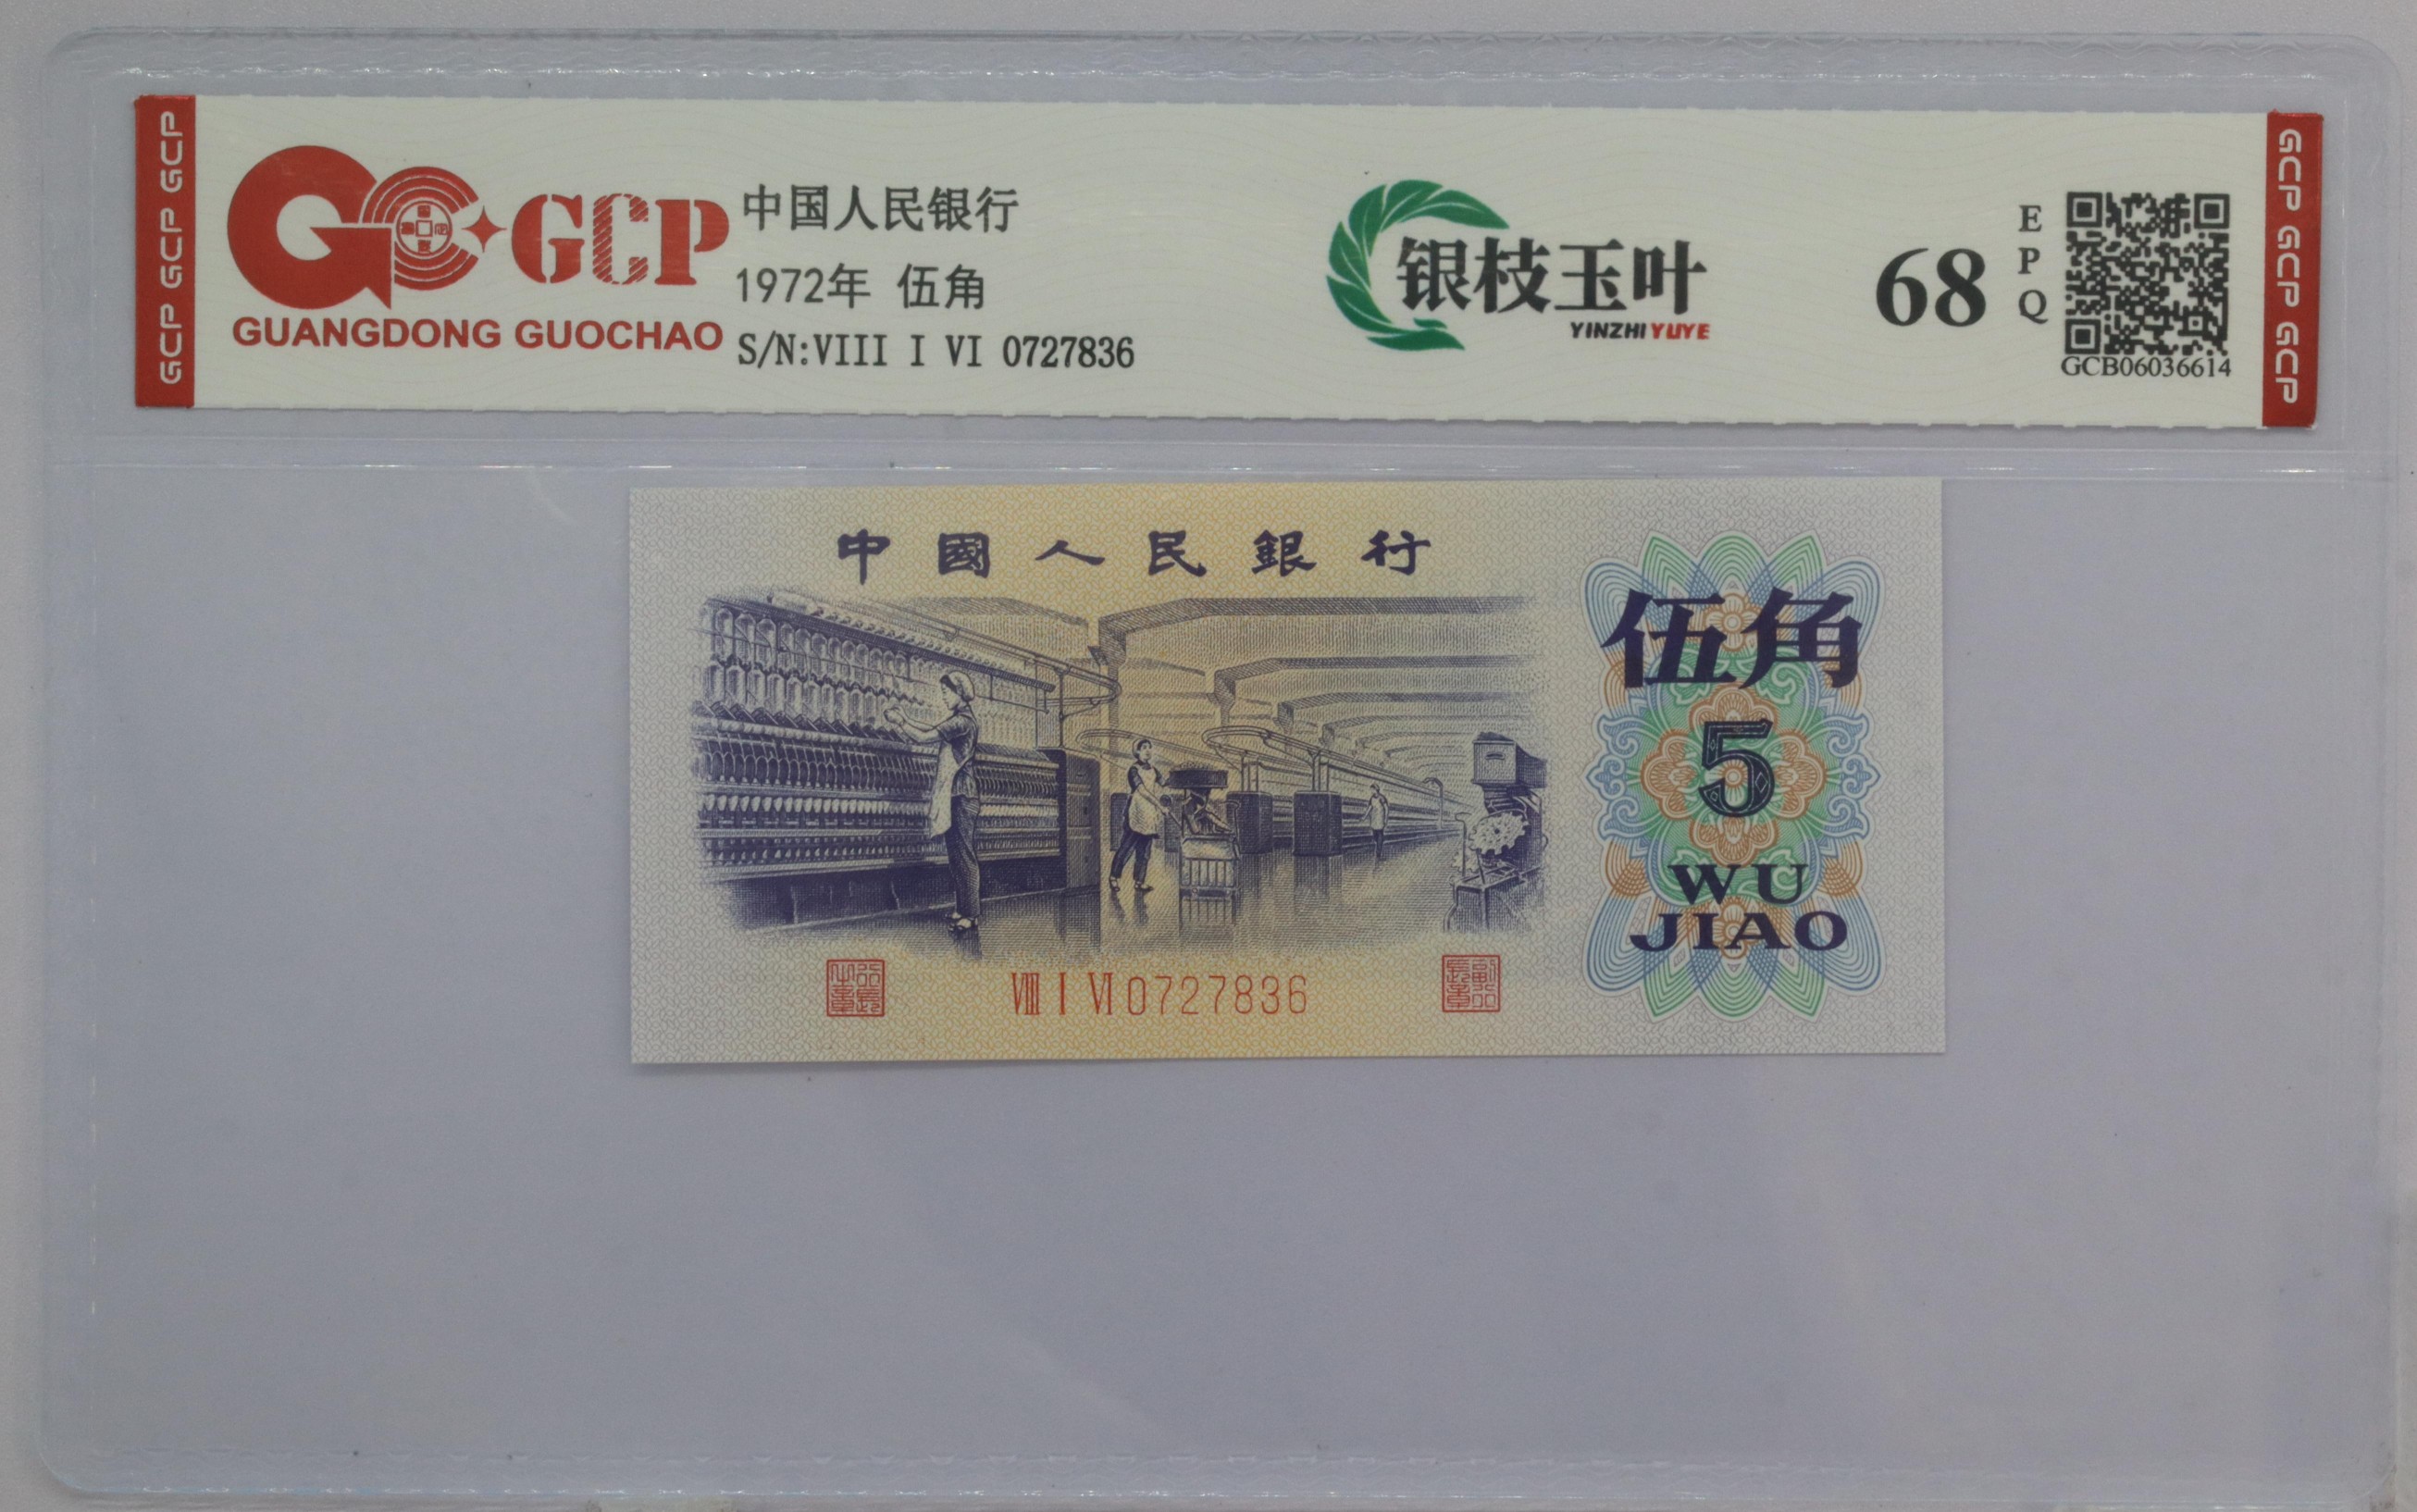 GCP GCP GCP
GCP
GUANGDONG GUOCHAO
中国人民银行
1972年 伍角
S/N:VIII I VI 0727836
银枝玉叶
YINZHI YUYE
68
E
P
Q
GCB06036614
GCP GCP GCP
中國人民銀行
伍角
5
WU
JIAO
VIII I VI 0727836